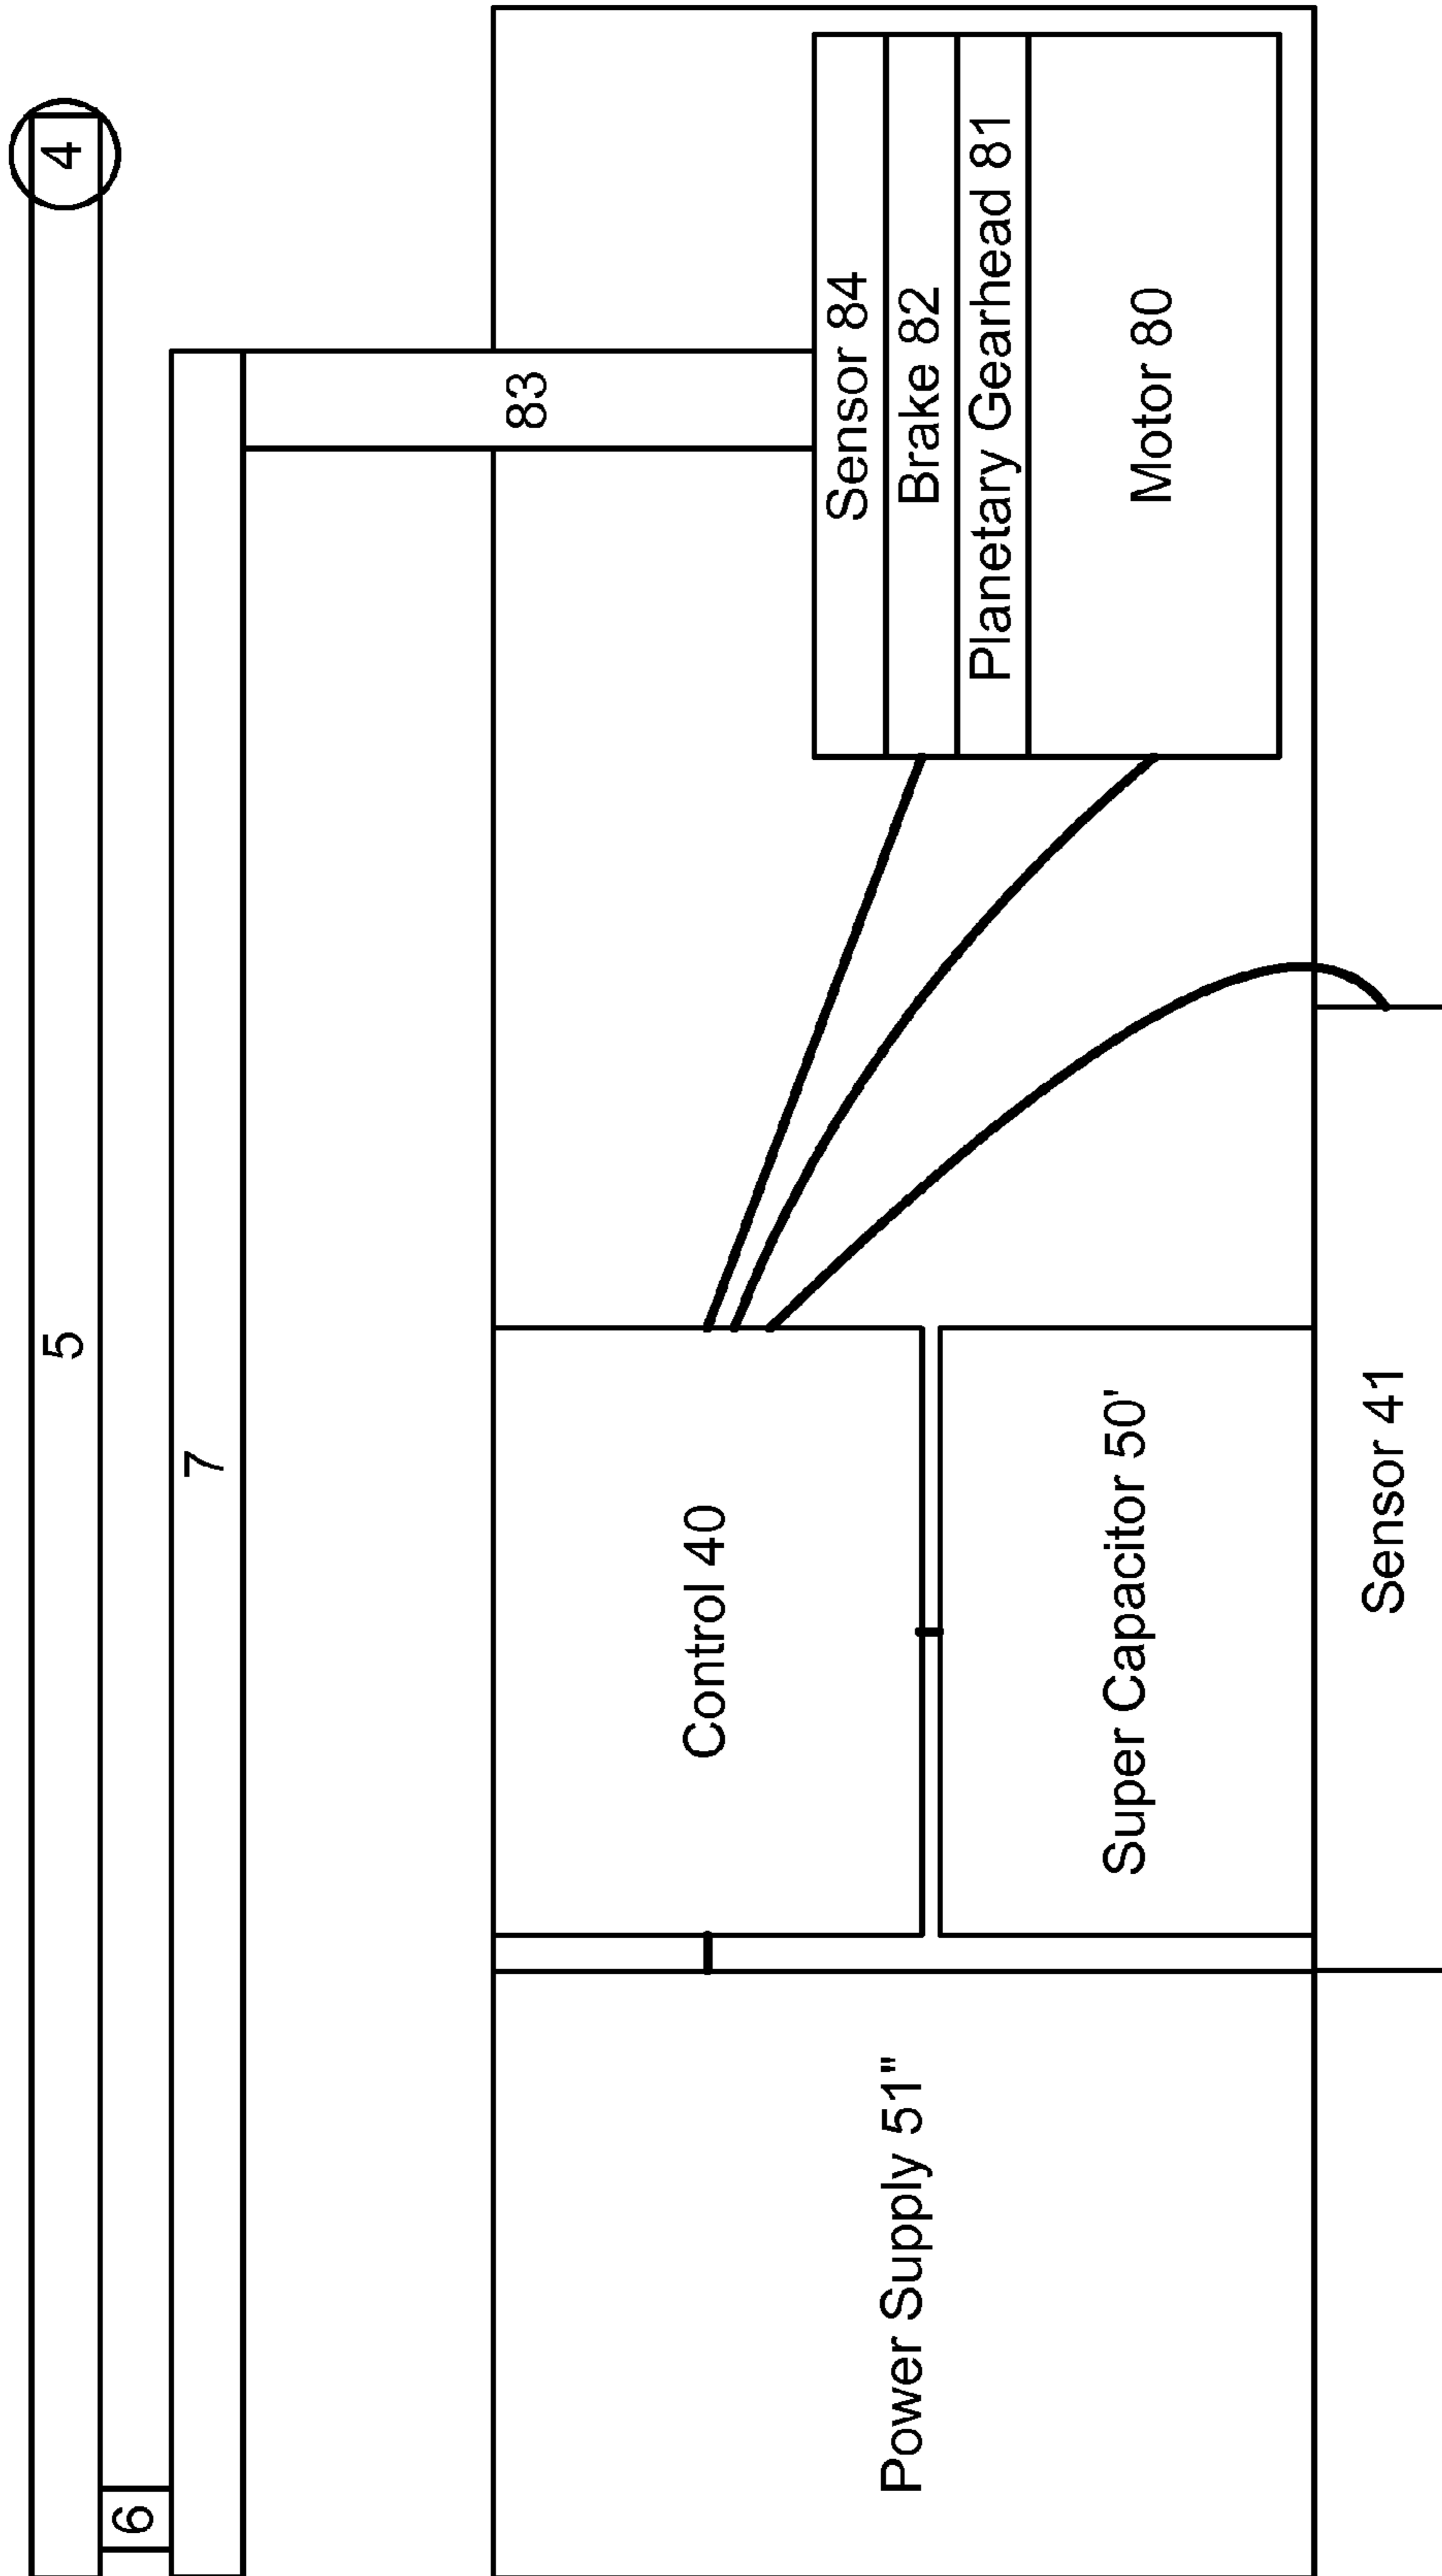 4
5
6
7
83
Sensor 84
Brake 82
Planetary Gearhead 81
Motor 80
Control 40
Super Capacitor 50'
Power Supply 51"
Sensor 41